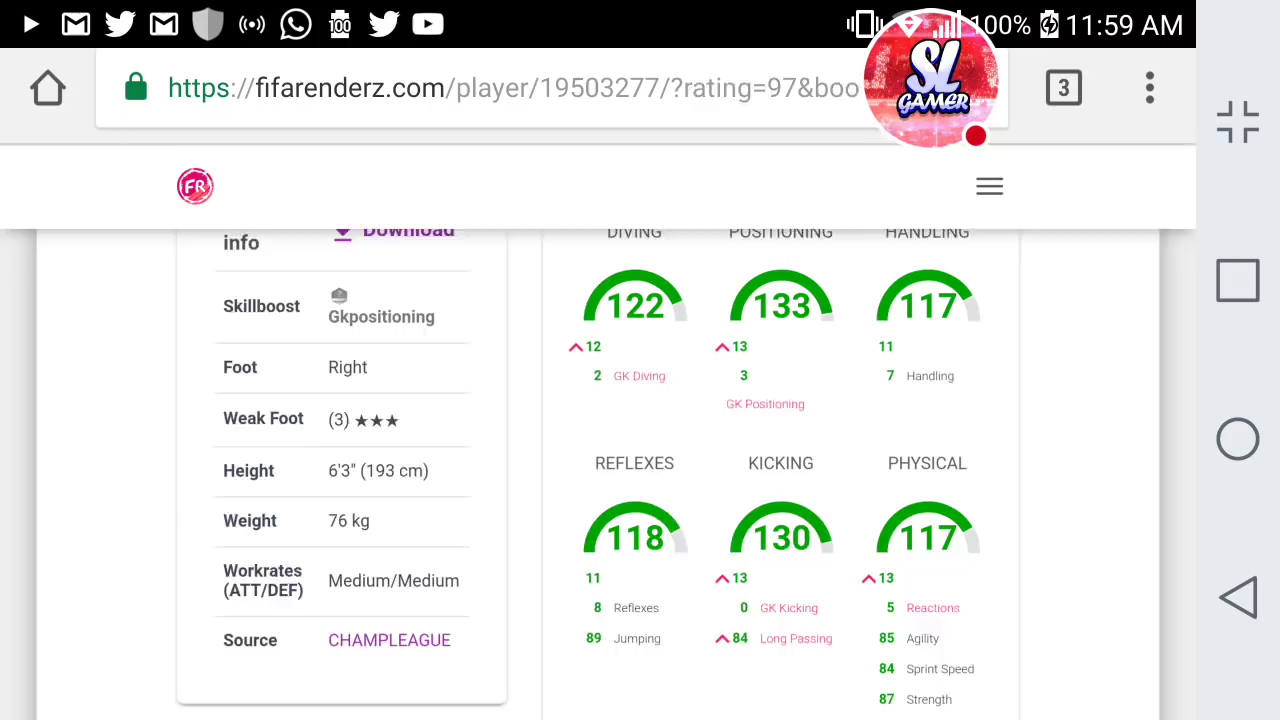 100
100% 11:59 AM
https://fifarenderz.com/player/19503277/?rating=97&boo
3
SL
GAMER
FR
info
Download
Skillboost
Gkpositioning
Foot
Right
Weak Foot
(3) ★★★
Height
6'3" (193 cm)
Weight
76 kg
Workrates
(ATT/DEF)
Medium/Medium
Source
CHAMPLEAGUE
DIVING
POSITIONING
HANDLING
122
133
117
12
13
11
2 GK Diving
3
GK Positioning
7 Handling
REFLEXES
KICKING
PHYSICAL
118
130
117
11
13
13
8 Reflexes
0 GK Kicking
5 Reactions
89 Jumping
84 Long Passing
85 Agility
84 Sprint Speed
87 Strength